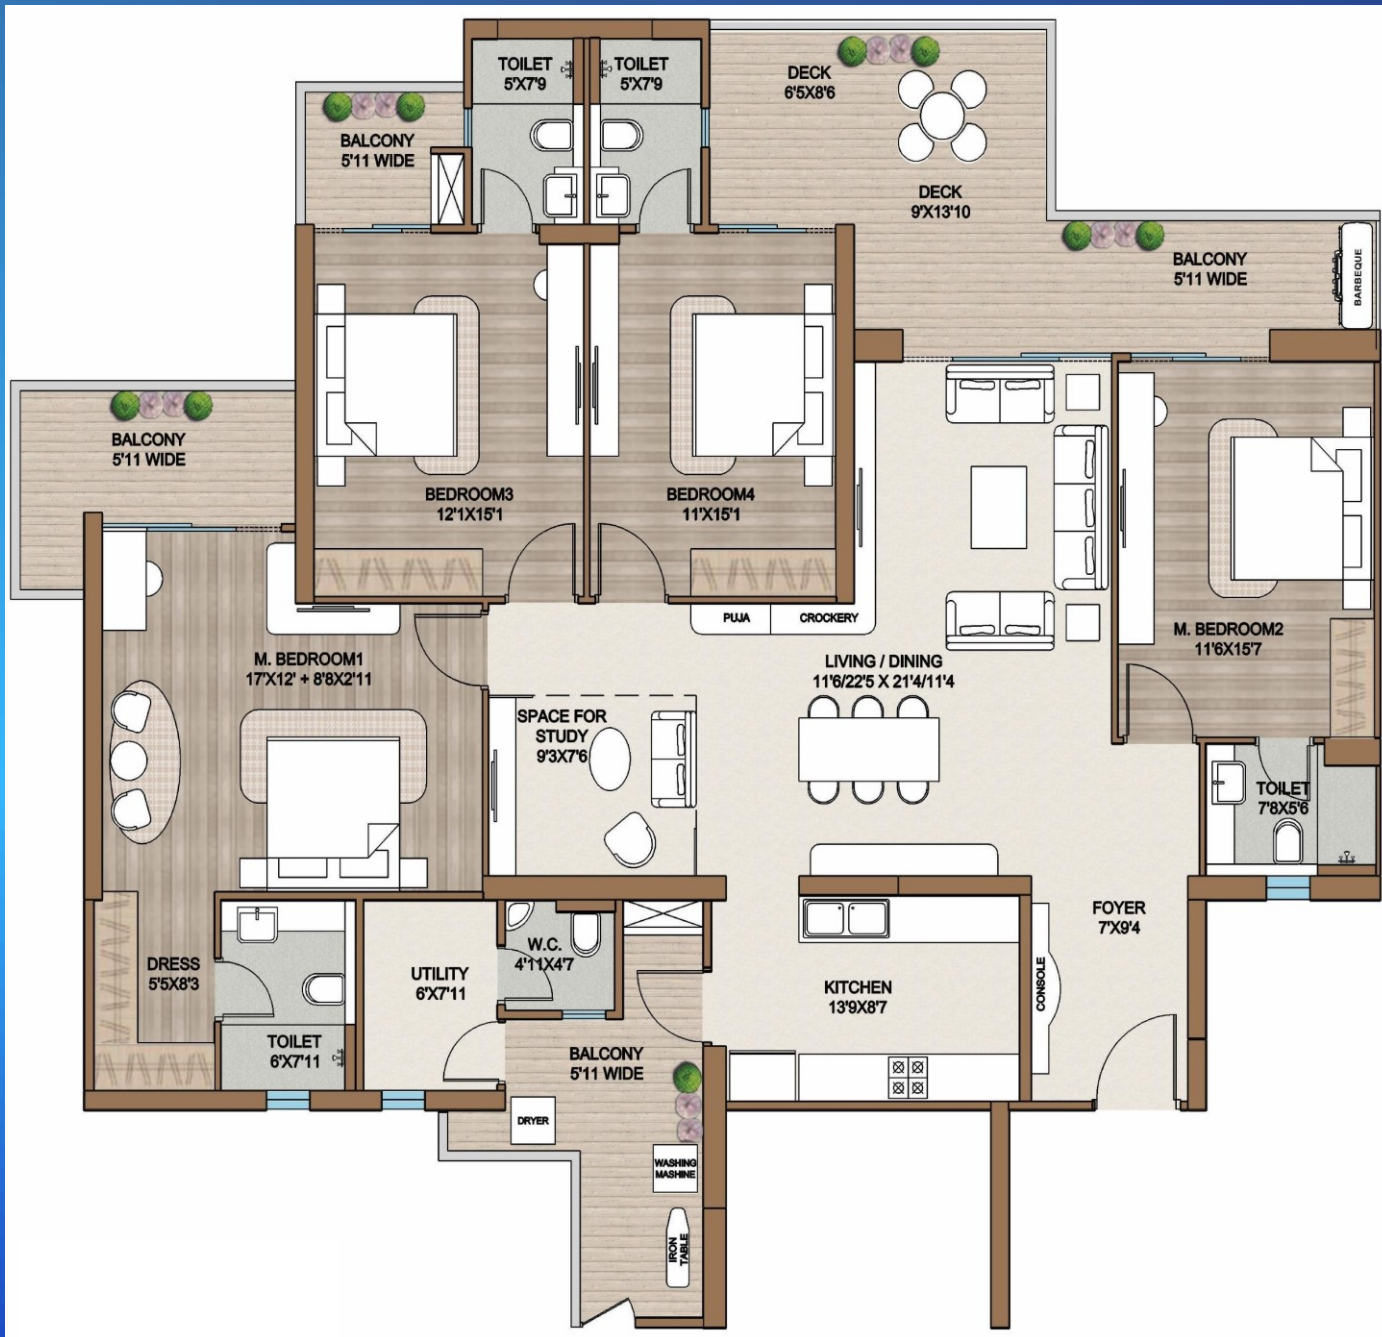 TOILET
5'X7'9
TOILET
5'X7'9
DECK
6'5X8'6
BALCONY
5'11 WIDE
DECK
9'X13'10
BALCONY
5'11 WIDE
BARBEQUE
BALCONY
5'11 WIDE
BEDROOM3
12'1X15'1
BEDROOM4
11'X15'1
PUJA
CROCKERY
M. BEDROOM2
11'6X15'7
M. BEDROOM1
17'X12' + 8'8X2'11
LIVING / DINING
11'6/22'5 X 21'4/11'4
SPACE FOR
STUDY
9'3X7'6
TOILET
7'8X5'6
FOYER
7'X9'4
W.C.
4'11X4'7
DRESS
5'5X8'3
UTILITY
6'X7'11
KITCHEN
13'9X8'7
CONSOLE
TOILET
6'X7'11
BALCONY
5'11 WIDE
DRYER
WASHING
MASHINE
IRON
TABLE